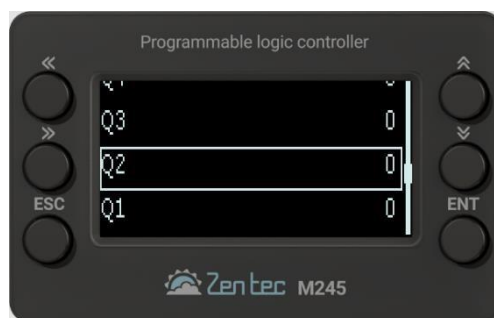 Programmable logic controller
Q3 0
Q2 0
Q1 0
ESC
ENT
Zentec M245